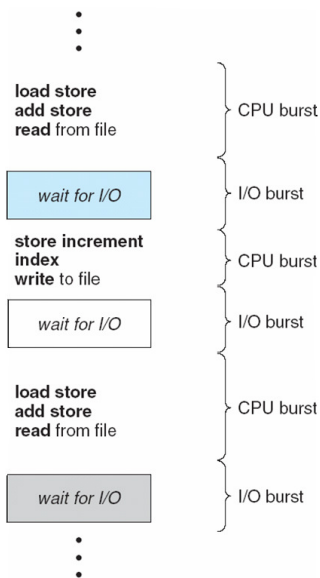 load store
add store
read from file
CPU burst
wait for I/O
I/O burst
store increment
index
write to file
CPU burst
wait for I/O
I/O burst
load store
add store
read from file
CPU burst
wait for I/O
I/O burst